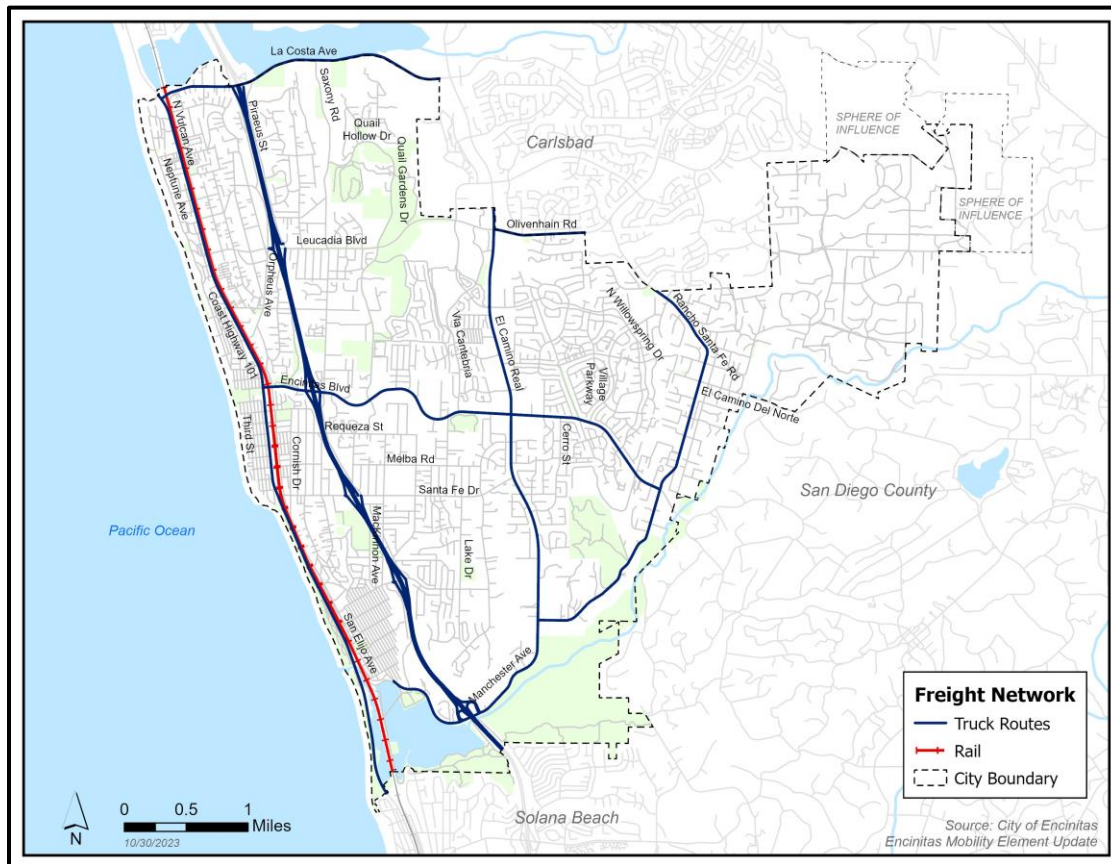 La Costa Ave
N Vulcan Ave
Piraeus St
Saxony Rd
Quail
Hollow Dr
Quail Gardens Dr
Neptune Ave
Carlsbad
SPHERE OF
INFLUENCE
SPHERE OF
INFLUENCE
Leucadia Blvd
Olivenhain Rd
Orpheus Ave
Coast Highway 101
Via Cantebria
El Camino Real
N Willowspring Dr
Rancho Santa Fe Rd
Village
Parkway
Encinitas Blvd
El Camino Del Norte
Third St
Cornish Dr
Requeza St
Melba Rd
Cerro St
Santa Fe Dr
San Diego County
Pacific Ocean
MacKinnon Ave
Lake Dr
San Elijo Ave
Manchester Ave
Solana Beach
Freight Network
Truck Routes
Rail
City Boundary
N
0 0.5 1
Miles
10/30/2023
Source: City of Encinitas
Encinitas Mobility Element Update